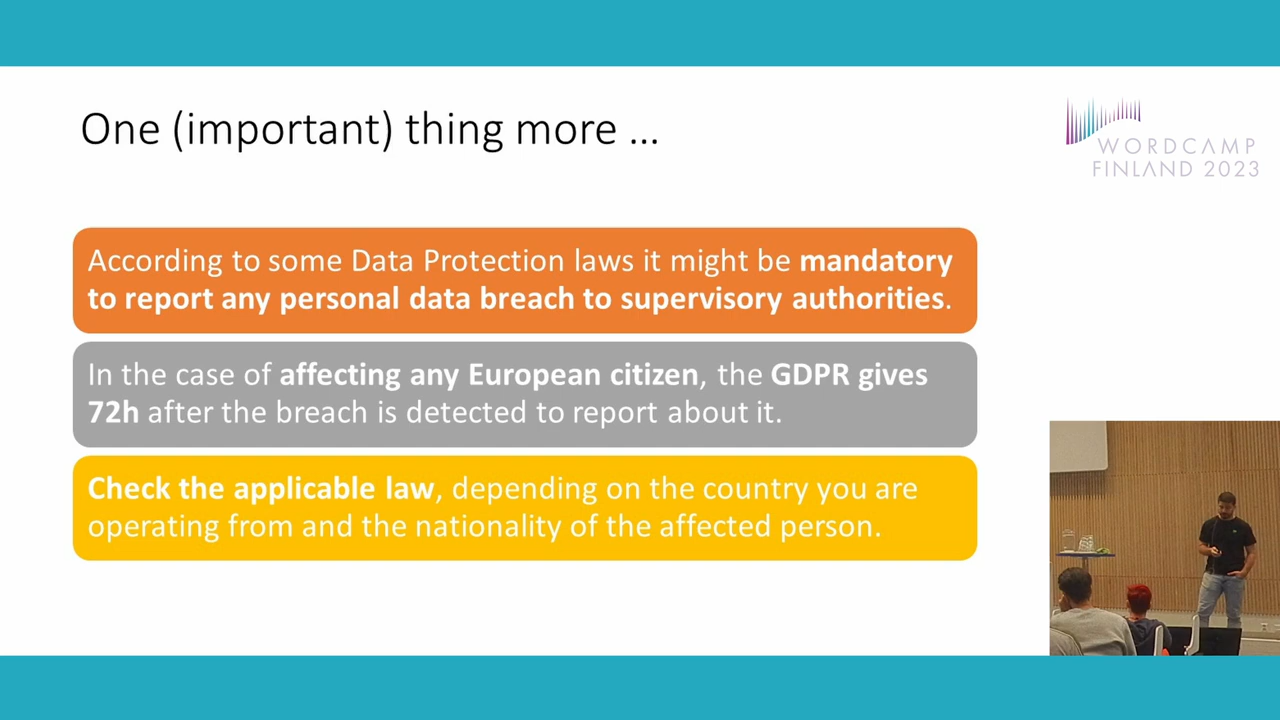 One (important) thing more ...
WORDCAMP
FINLAND 2023
According to some Data Protection laws it might be mandatory
to report any personal data breach to supervisory authorities.
In the case of affecting any European citizen, the GDPR gives
72h after the breach is detected to report about it.
Check the applicable law, depending on the country you are
operating from and the nationality of the affected person.